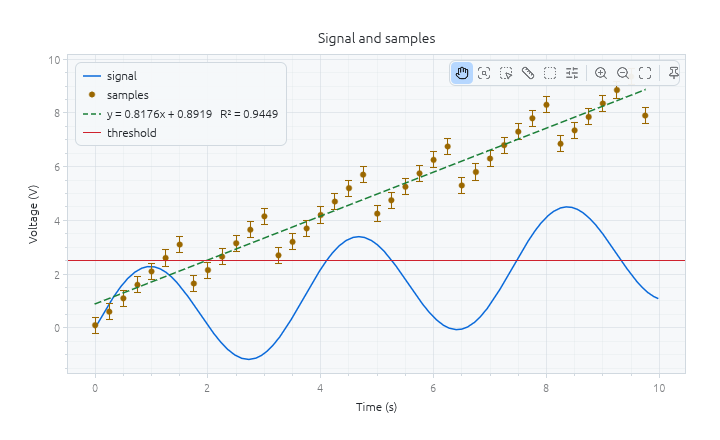 Signal and samples
signal
samples
y = 0.8176x + 0.8919 R² = 0.9449
threshold
10
8
6
4
2
0
Voltage (V)
0
2
4
6
8
10
Time (s)